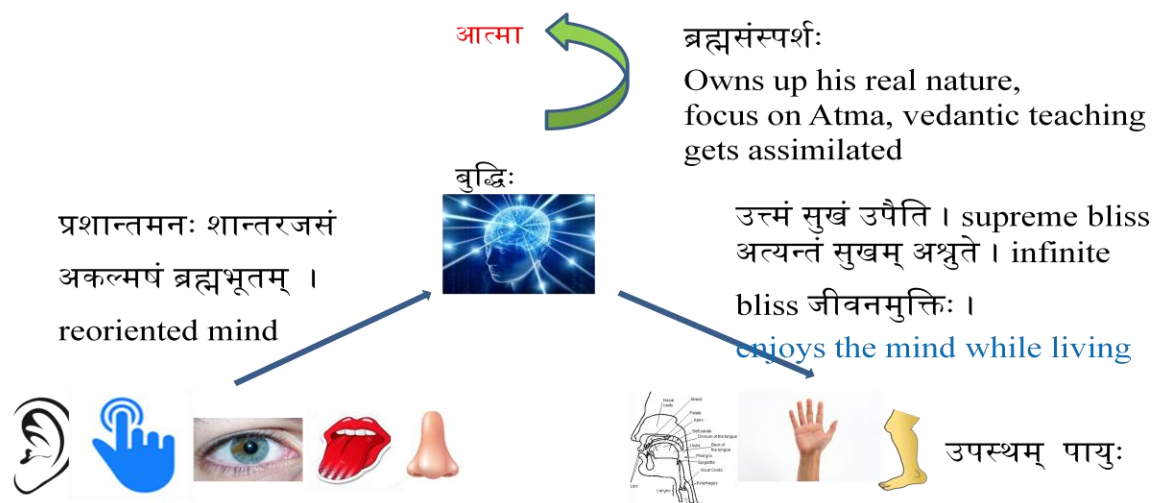 आत्मा
ब्रह्मसंस्पर्शः
Owns up his real nature,
focus on Atma, vedantic teaching
gets assimilated
बुद्धिः
प्रशान्तमनः शान्तरजसं
अकल्मषं ब्रह्मभूतम् ।
reoriented mind
उत्त्मं सुखं उपैति । supreme bliss
अत्यन्तं सुखम् अश्नुते । infinite
bliss जीवनमुक्तिः ।
enjoys the mind while living
उपस्थम् पायुः